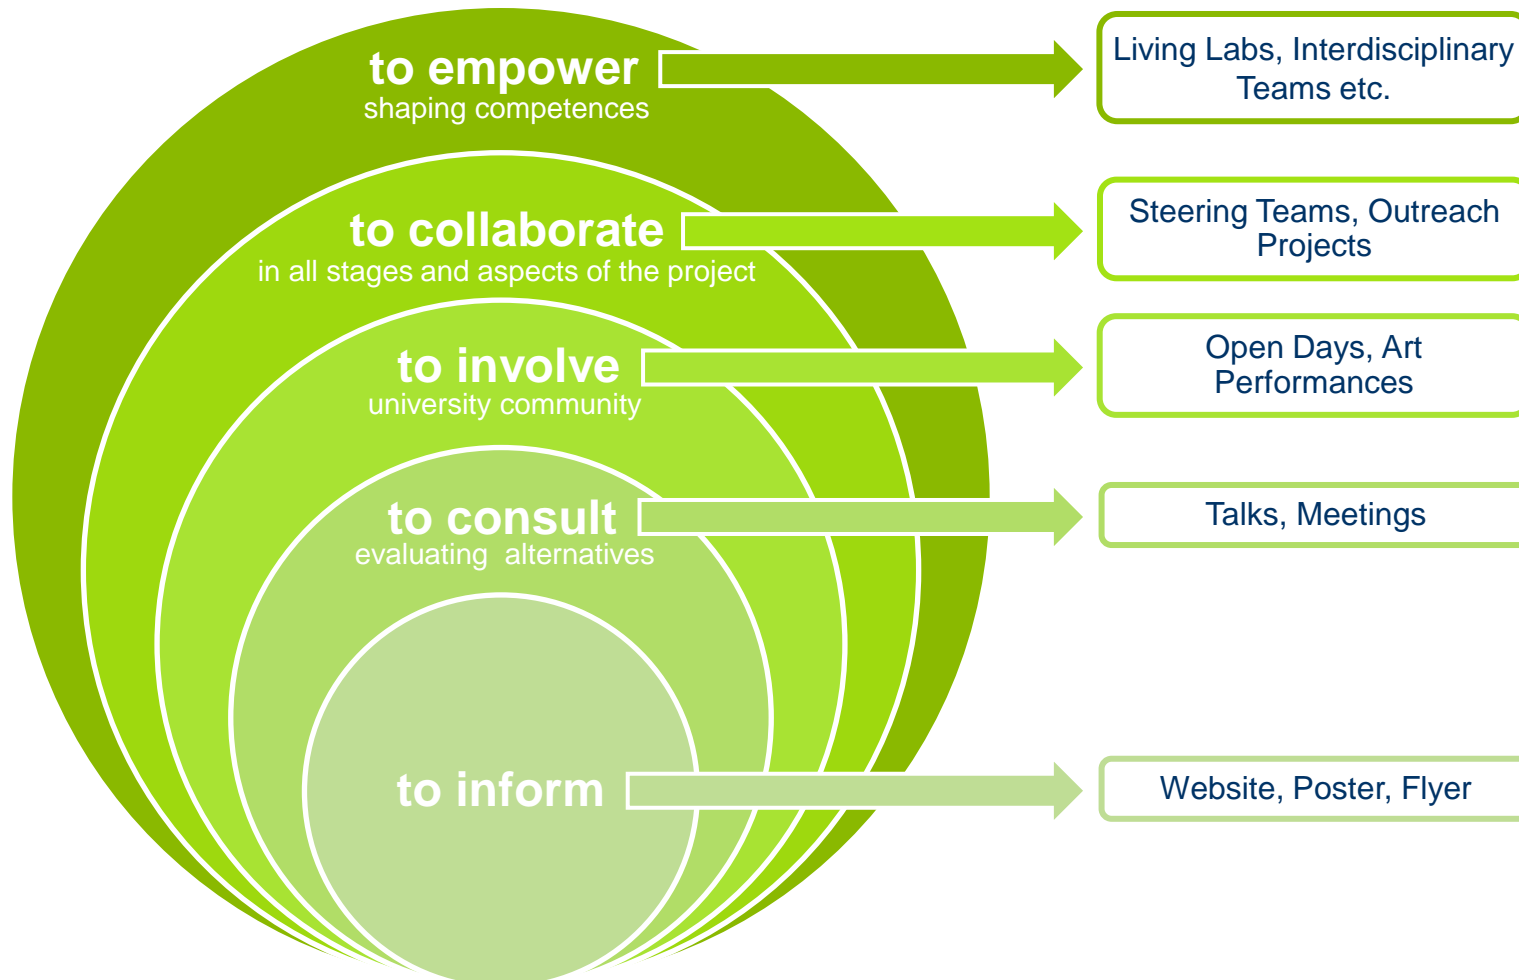 to empower
shaping competences
Living Labs, Interdisciplinary
Teams etc.
to collaborate
in all stages and aspects of the project
Steering Teams, Outreach
Projects
to involve
university community
Open Days, Art
Performances
to consult
evaluating  alternatives
Talks, Meetings
to inform
Website, Poster, Flyer